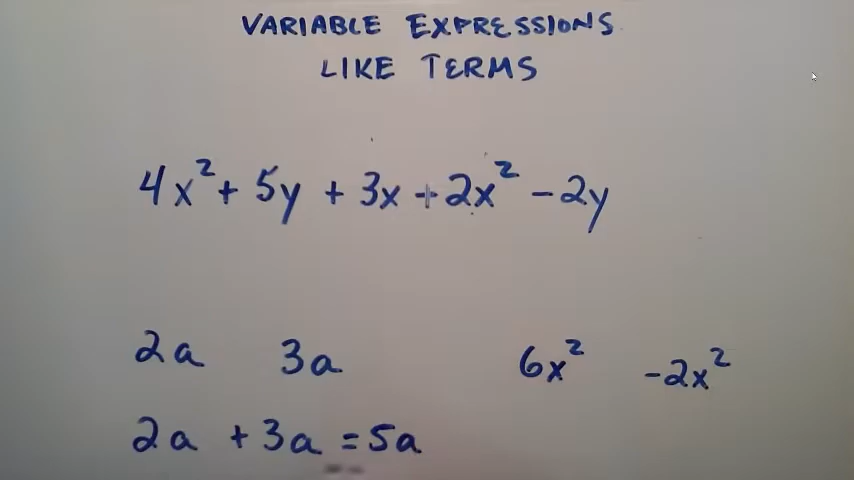 VARIABLE EXPRESSIONS
LIKE TERMS
4x² + 5y + 3x + 2x² - 2y
2a 3a 6x² -2x²
2a + 3a = 5a